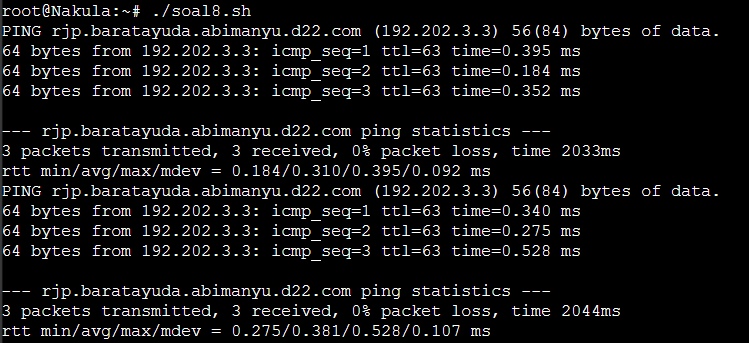 root@Nakula:~# ./soal8.sh
PING rjp.baratayuda.abimanyu.d22.com (192.202.3.3) 56(84) bytes of data.
64 bytes from 192.202.3.3: icmp_seq=1 ttl=63 time=0.395 ms
64 bytes from 192.202.3.3: icmp_seq=2 ttl=63 time=0.184 ms
64 bytes from 192.202.3.3: icmp_seq=3 ttl=63 time=0.352 ms
--- rjp.baratayuda.abimanyu.d22.com ping statistics ---
3 packets transmitted, 3 received, 0% packet loss, time 2033ms
rtt min/avg/max/mdev = 0.184/0.310/0.395/0.092 ms
PING rjp.baratayuda.abimanyu.d22.com (192.202.3.3) 56(84) bytes of data.
64 bytes from 192.202.3.3: icmp_seq=1 ttl=63 time=0.340 ms
64 bytes from 192.202.3.3: icmp_seq=2 ttl=63 time=0.275 ms
64 bytes from 192.202.3.3: icmp_seq=3 ttl=63 time=0.528 ms
--- rjp.baratayuda.abimanyu.d22.com ping statistics ---
3 packets transmitted, 3 received, 0% packet loss, time 2044ms
rtt min/avg/max/mdev = 0.275/0.381/0.528/0.107 ms